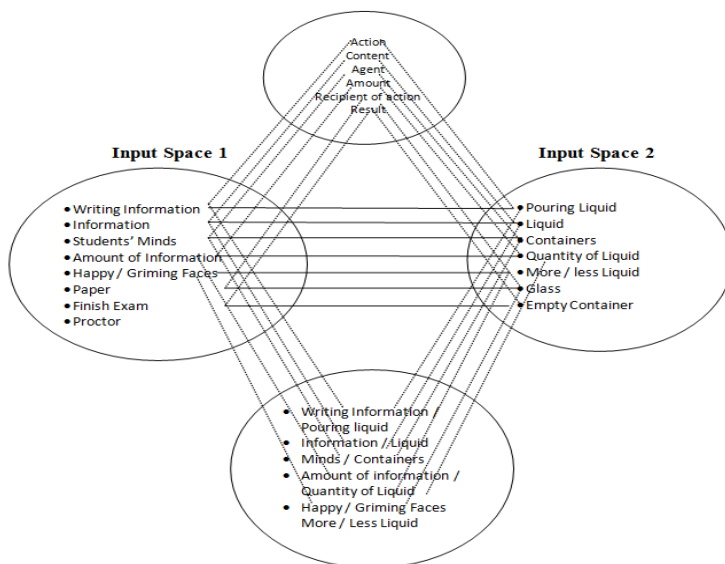 Action
Content
Agent
Amount
Recipient of action
Result
Input Space 1
Input Space 2
• Writing Information
• Information
• Students’ Minds
• Amount of Information
• Happy / Griming Faces
• Paper
• Finish Exam
• Proctor
• Pouring Liquid
• Liquid
• Containers
• Quantity of Liquid
• More / less Liquid
• Glass
• Empty Container
• Writing Information /
Pouring liquid
• Information / Liquid
• Minds / Containers
• Amount of information /
Quantity of Liquid
• Happy / Griming Faces
More / Less Liquid